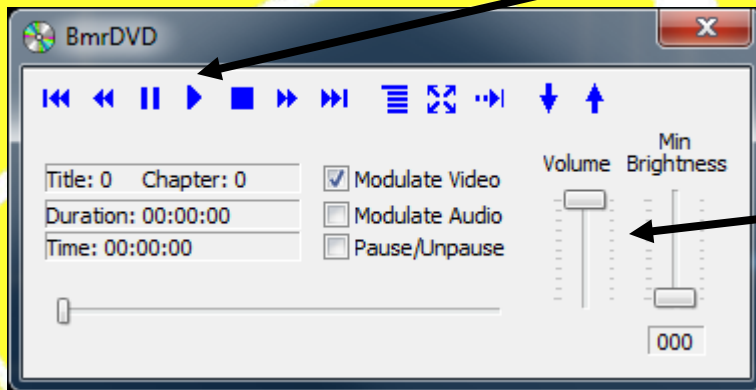 BmrDVD
Min
Volume Brightness
Title: 0 Chapter: 0
Modulate Video
Duration: 00:00:00
Modulate Audio
Time: 00:00:00
Pause/Unpause
000